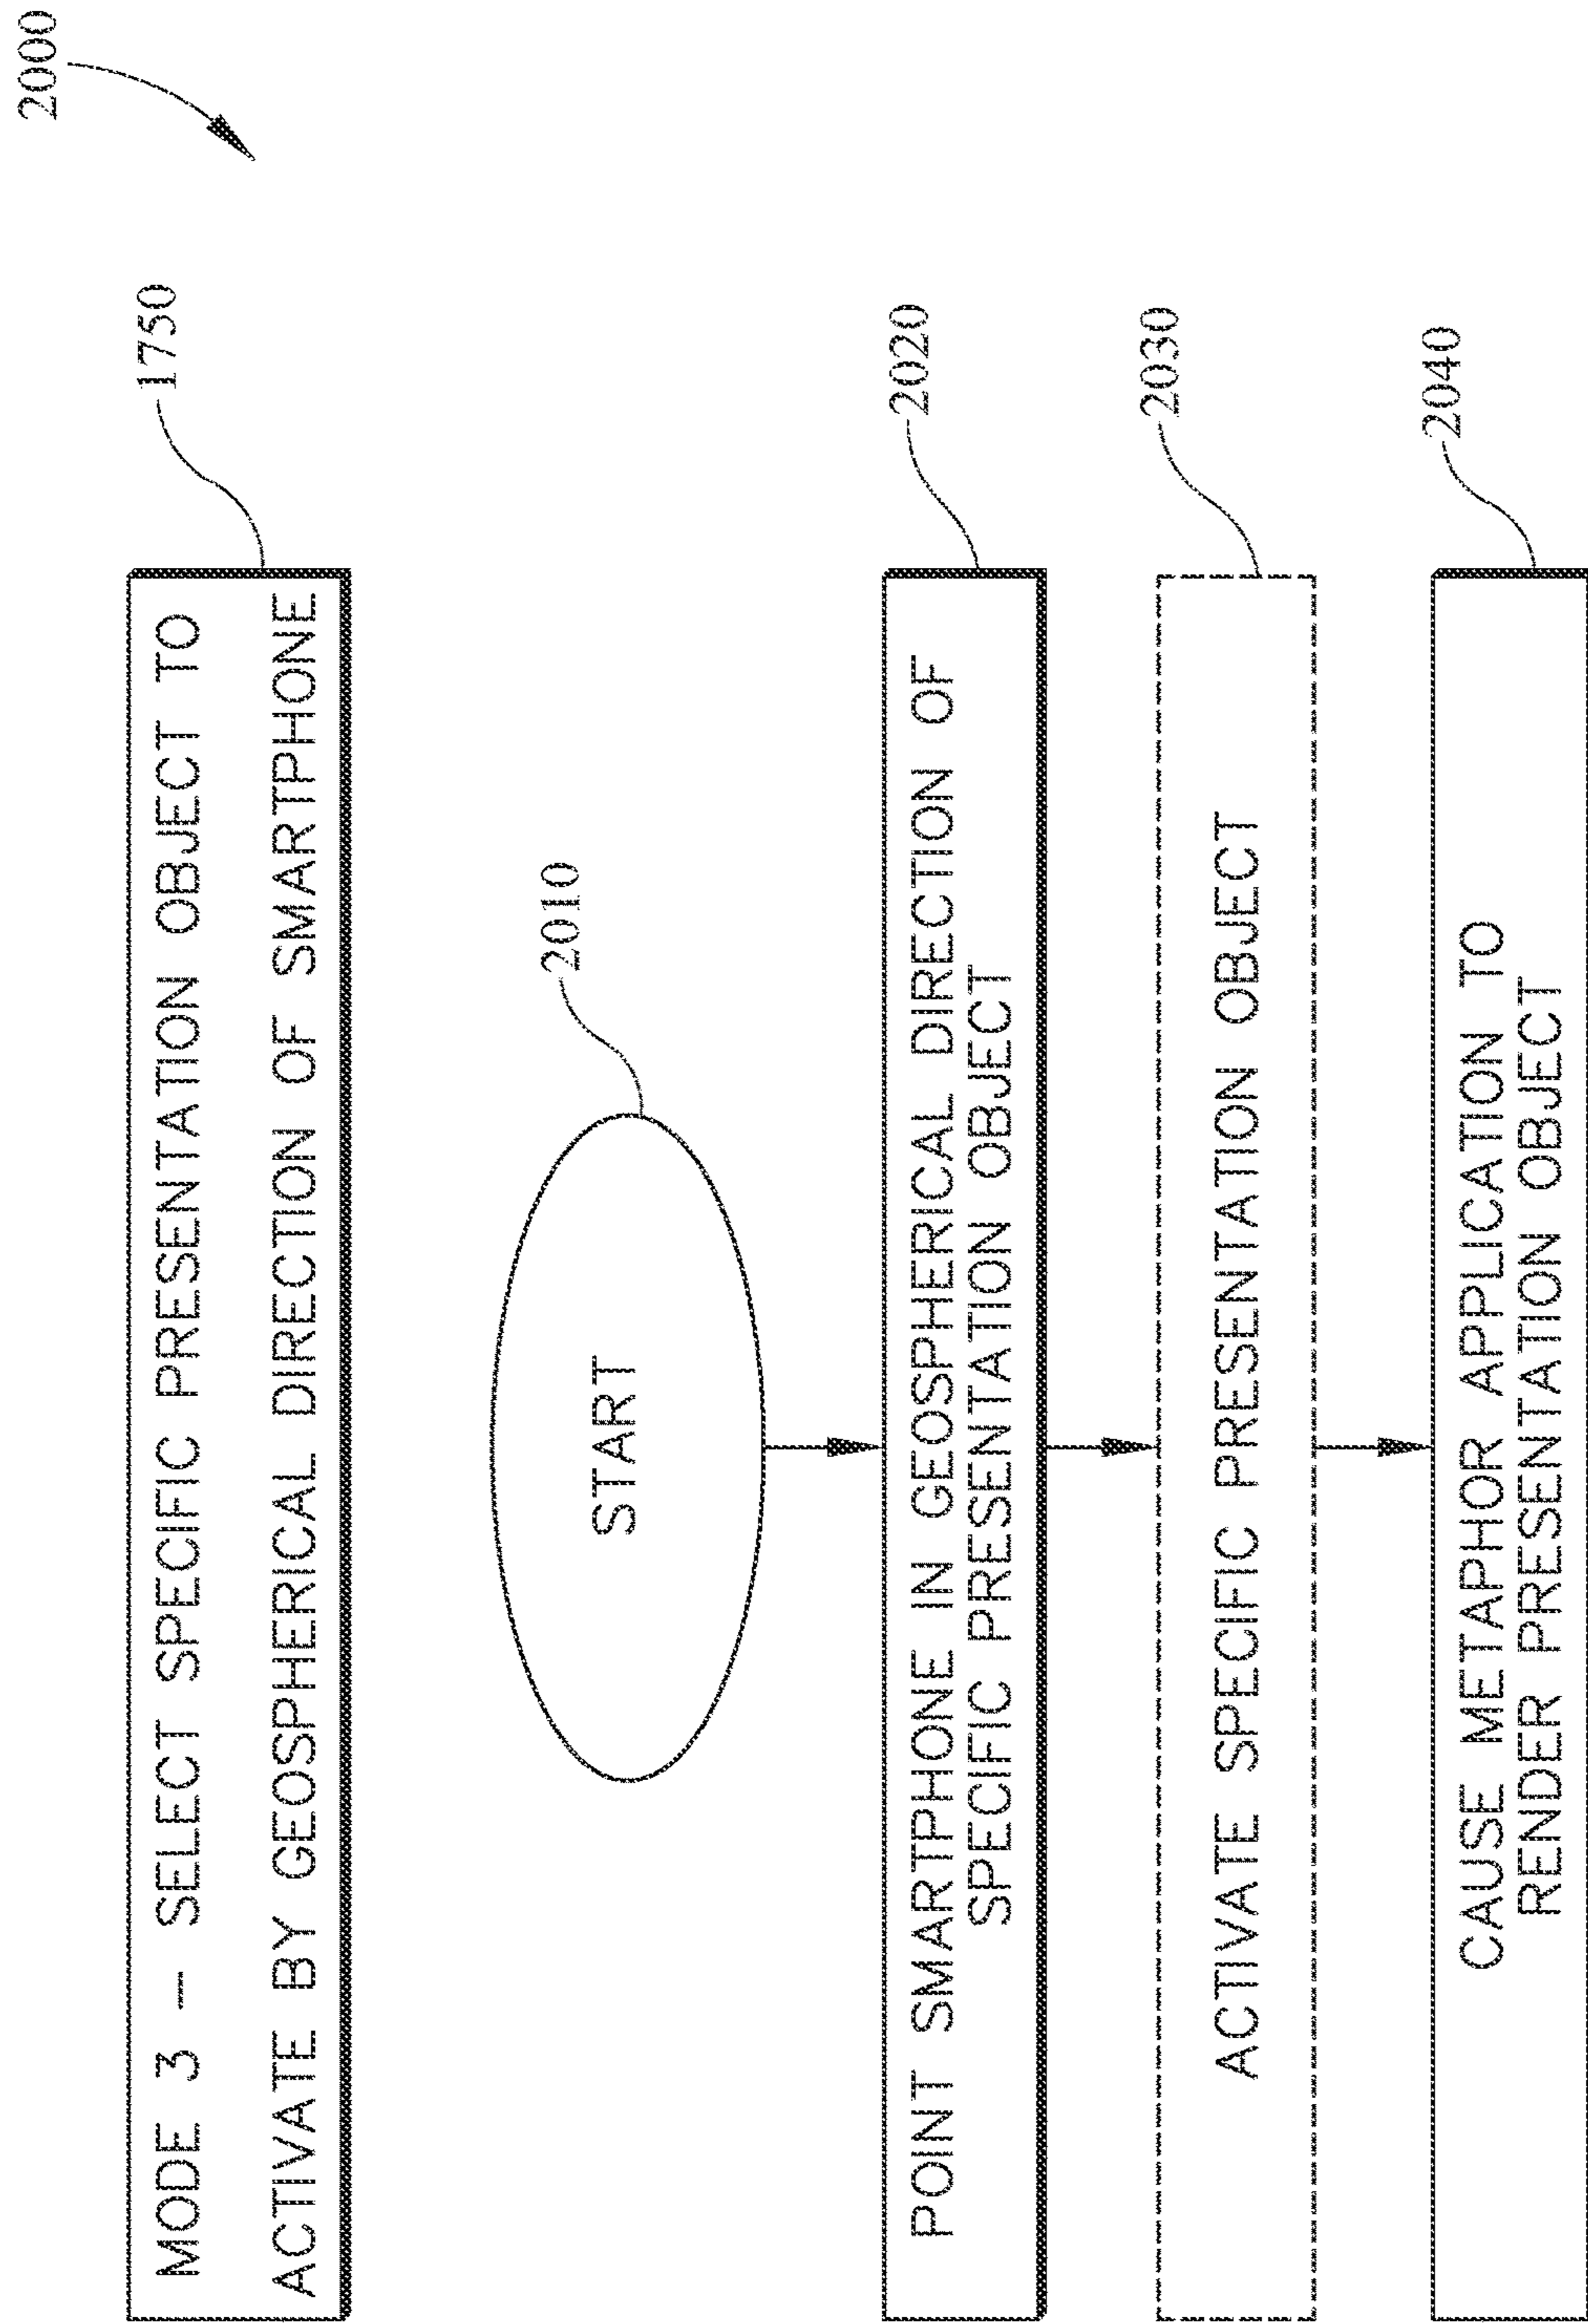 2000
1750
MODE 3 – SELECT SPECIFIC PRESENTATION OBJECT TO
ACTIVATE BY GEOSPHERICAL DIRECTION OF SMARTPHONE
2010
START
2020
POINT SMARTPHONE IN GEOSPHERICAL DIRECTION OF
SPECIFIC PRESENTATION OBJECT
2030
ACTIVATE SPECIFIC PRESENTATION OBJECT
2040
CAUSE METAPHOR APPLICATION TO
RENDER PRESENTATION OBJECT